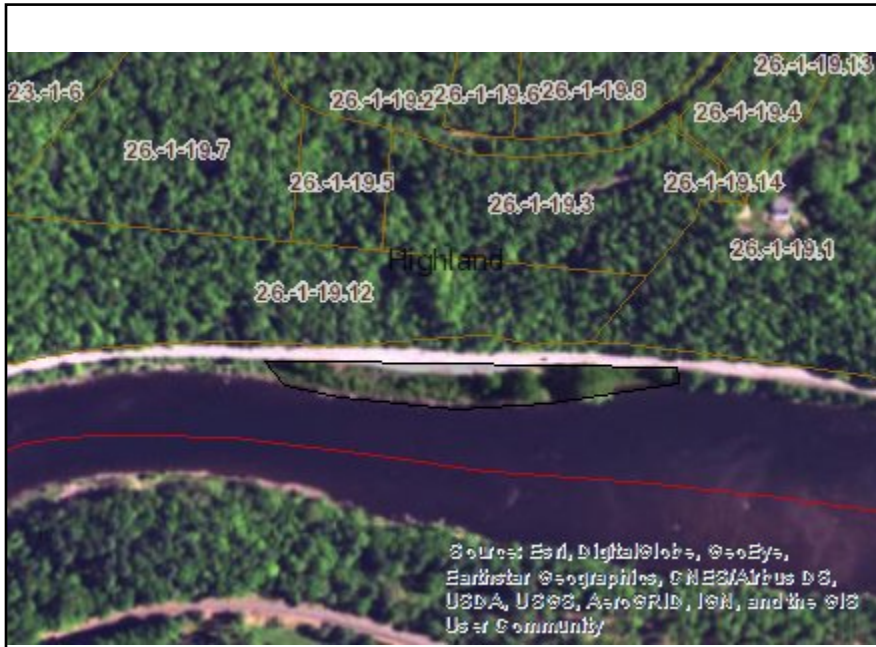 26.-1-19.13
23.-1-6
26.-1-19.2 26.-1-19.6 26.-1-19.8
26.-1-19.4
26.-1-19.7
26.-1-19.5
26.-1-19.14
26.-1-19.3
26.-1-19.1
Highland
26.-1-19.12
Source: Esri, DigitalGlobe, GeoEye,
Earthstar Geographics, CNES/Airbus DS,
USDA, USGS, AeroGRID, IGN, and the GIS
User Community